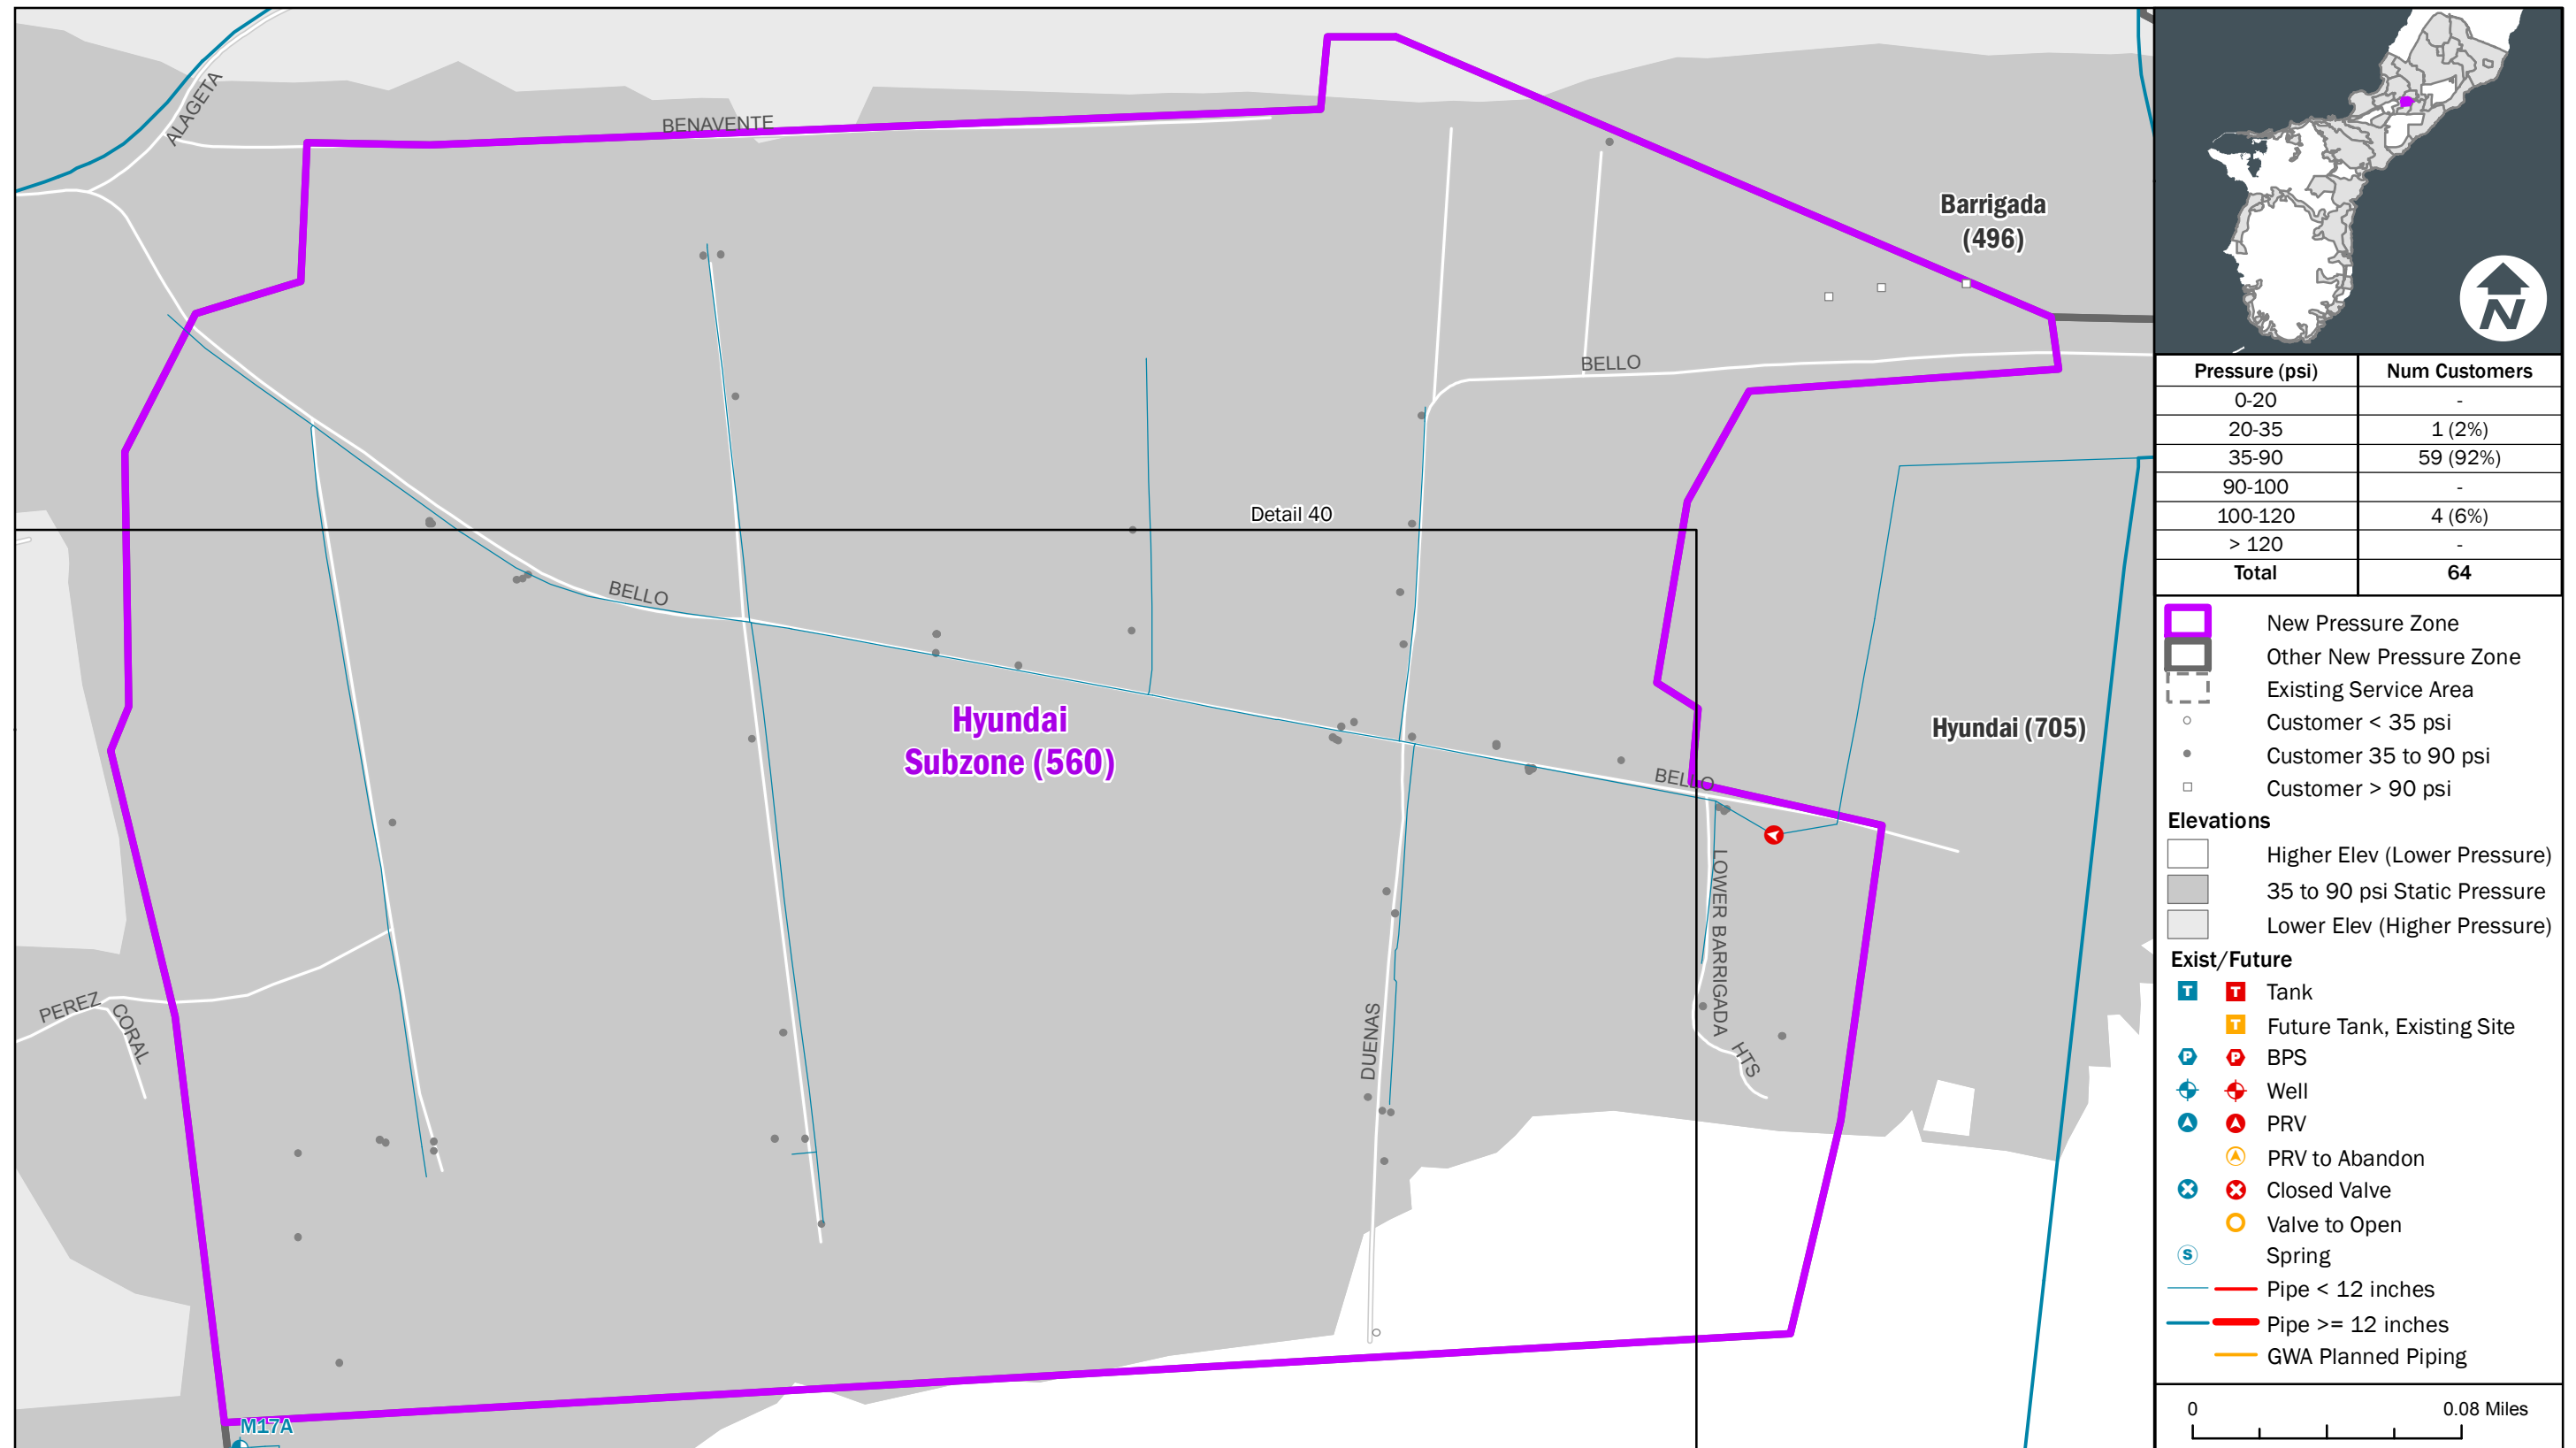 ALAGETA
BENAVENTE
Barrigada
(496)
BELLO
Detail 40
BELLO
Hyundai
Subzone (560)
Hyundai (705)
BELLO
LOWER BARRIGADA
HTS
DUENAS
PEREZ
CORAL
M17A
N
Pressure (psi) Num Customers
0-20 -
20-35 1 (2%)
35-90 59 (92%)
90-100 -
100-120 4 (6%)
> 120 -
Total 64
New Pressure Zone
Other New Pressure Zone
Existing Service Area
Customer < 35 psi
Customer 35 to 90 psi
Customer > 90 psi
Elevations
Higher Elev (Lower Pressure)
35 to 90 psi Static Pressure
Lower Elev (Higher Pressure)
Exist/Future
T T Tank
T Future Tank, Existing Site
P P BPS
Well
PRV
PRV to Abandon
Closed Valve
Valve to Open
S Spring
Pipe < 12 inches
Pipe >= 12 inches
GWA Planned Piping
0 0.08 Miles